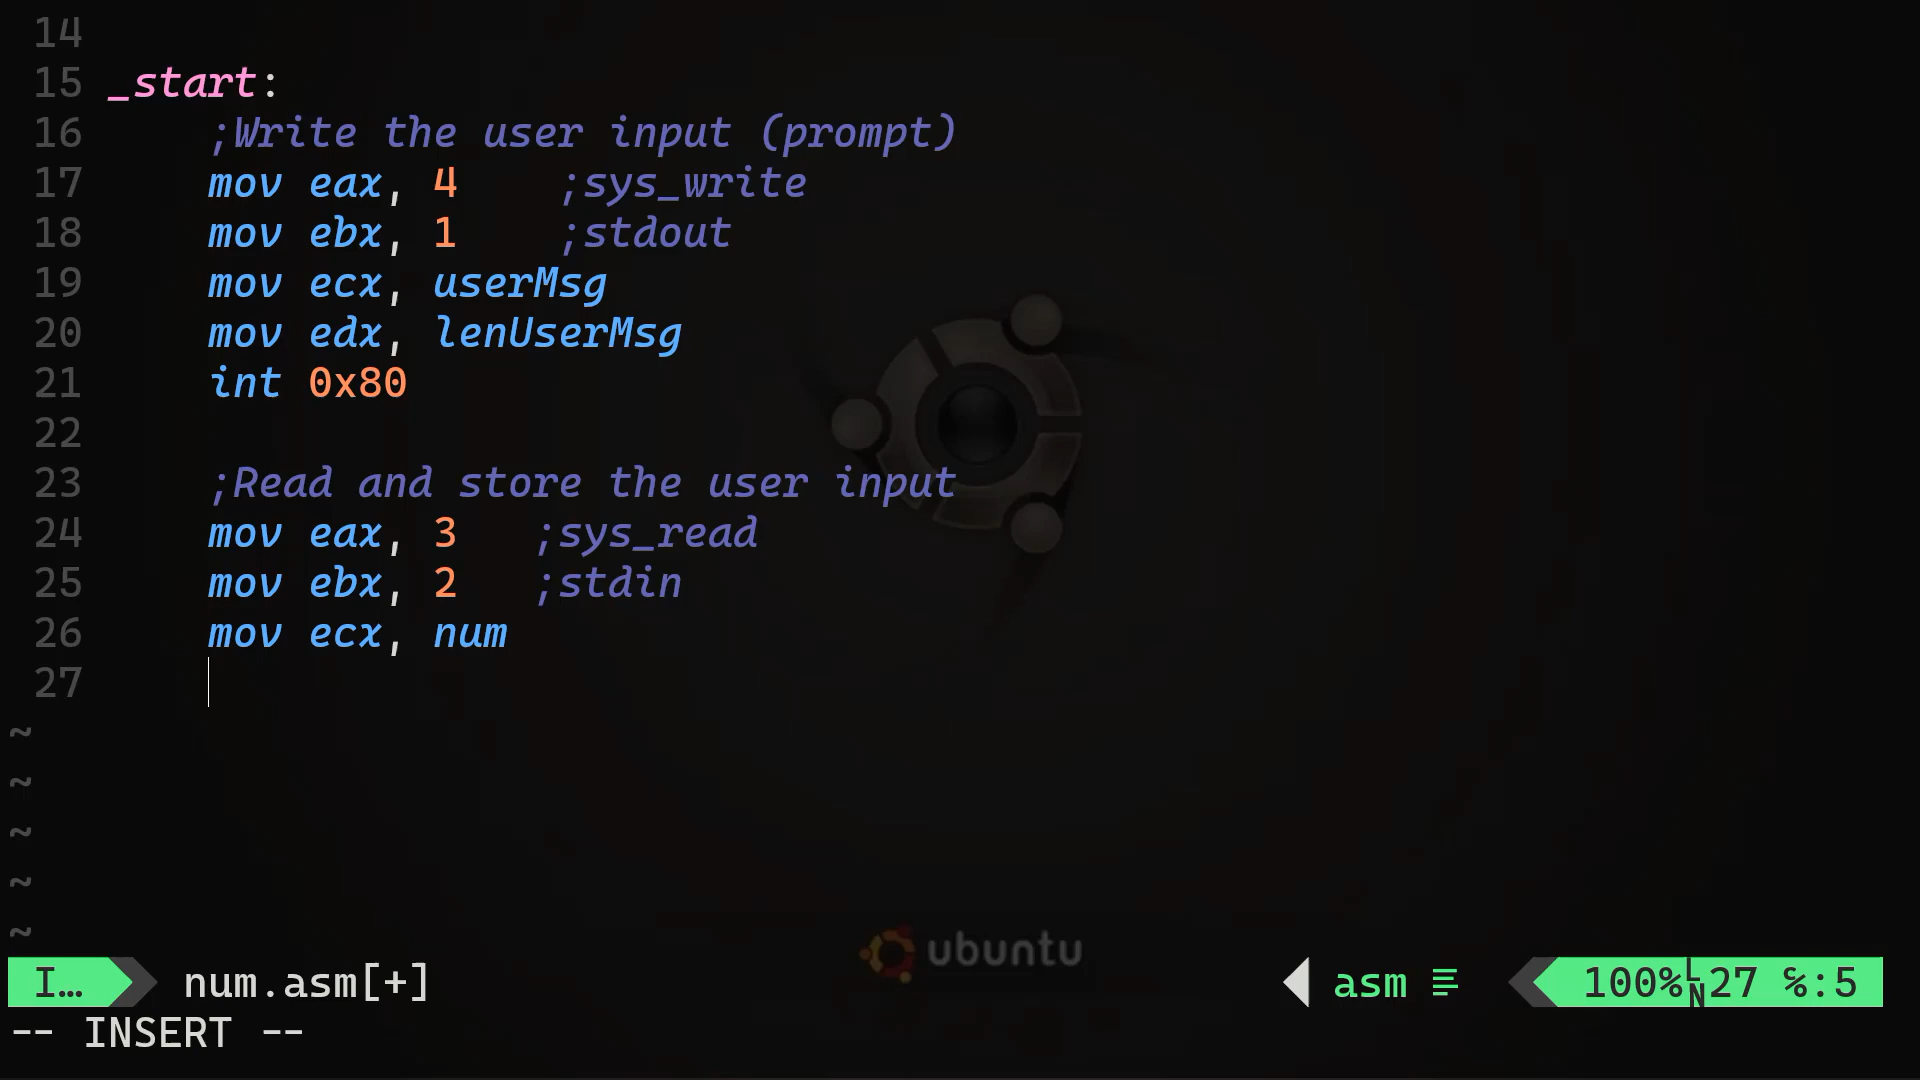 14
15 _start:
16     ;Write the user input (prompt)
17     mov eax, 4    ;sys_write
18     mov ebx, 1    ;stdout
19     mov ecx, userMsg
20     mov edx, lenUserMsg
21     int 0x80
22
23     ;Read and store the user input
24     mov eax, 3   ;sys_read
25     mov ebx, 2   ;stdin
26     mov ecx, num
27
~
~
~
~
~
ubuntu
I… num.asm[+] asm ☰ 100%␤27 ℅:5
-- INSERT --